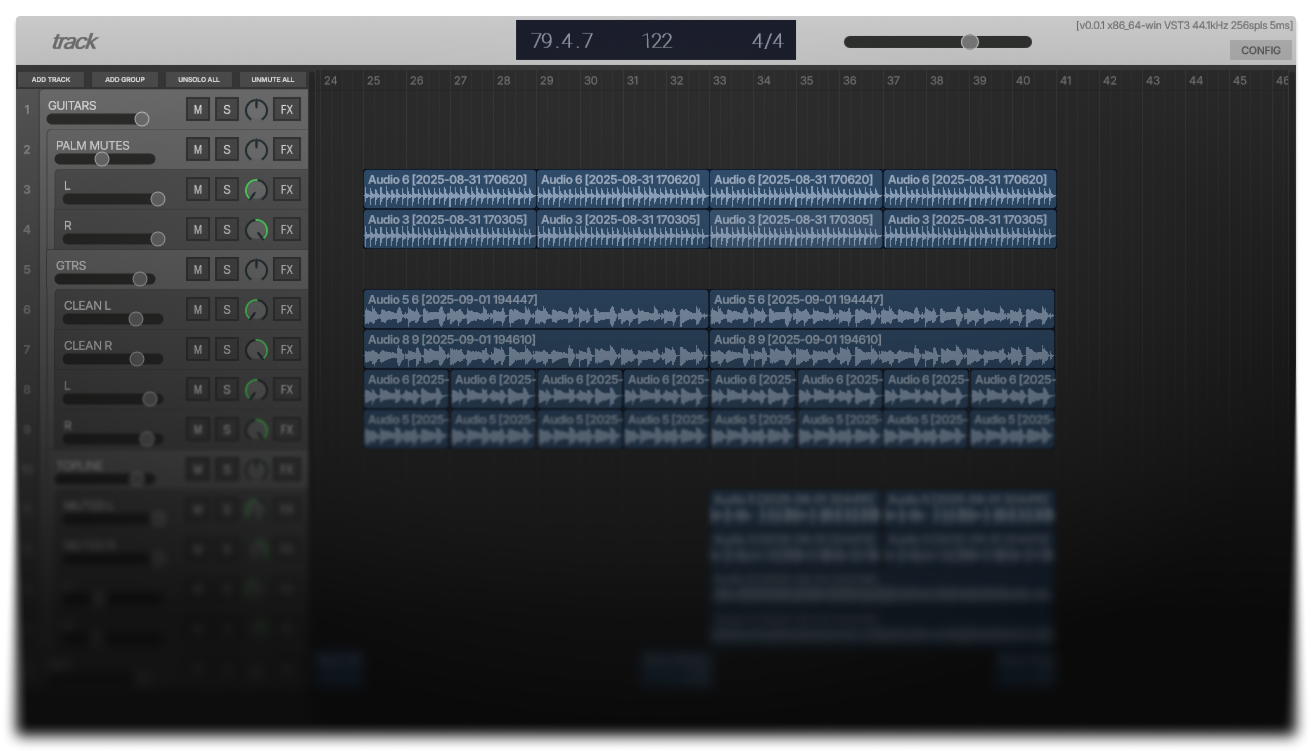 track
79.4.7 122 4/4
[v0.0.1 x86_64-win VST3 44.1kHz 256spls 5ms]
CONFIG
ADD TRACK ADD GROUP UNSOLO ALL UNMUTE ALL
24 25 26 27 28 29 30 31 32 33 34 35 36 37 38 39 40 41 42 43 44 45 46
1 GUITARS M S FX
2 PALM MUTES M S FX
3 L M S FX
Audio 6 [2025-08-31 170620] Audio 6 [2025-08-31 170620] Audio 6 [2025-08-31 170620] Audio 6 [2025-08-31 170620]
4 R M S FX
Audio 3 [2025-08-31 170305] Audio 3 [2025-08-31 170305] Audio 3 [2025-08-31 170305] Audio 3 [2025-08-31 170305]
5 GTRS M S FX
6 CLEAN L M S FX
Audio 5 6 [2025-09-01 194447] Audio 5 6 [2025-09-01 194447]
7 CLEAN R M S FX
Audio 8 9 [2025-09-01 194610] Audio 8 9 [2025-09-01 194610]
8 L M S FX
Audio 6 [2025- Audio 6 [2025- Audio 6 [2025- Audio 6 [2025- Audio 6 [2025- Audio 6 [2025- Audio 6 [2025- Audio 6 [2025-
9 R M S FX
Audio 5 [2025- Audio 5 [2025- Audio 5 [2025- Audio 5 [2025- Audio 5 [2025- Audio 5 [2025- Audio 5 [2025- Audio 5 [2025-
TOPLINE M S FX